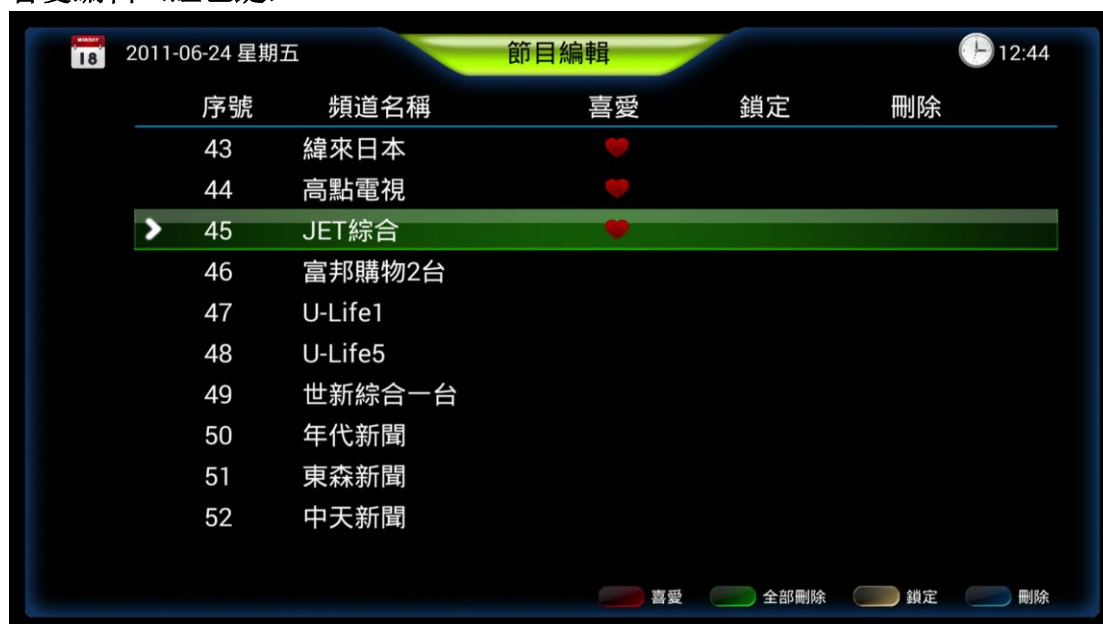 2011-06-24 星期五 節目編輯 12:44
MONDAY
18
序號 頻道名稱 喜愛 鎖定 刪除
43 緯來日本
44 高點電視
45 JET綜合
46 富邦購物2台
47 U-Life1
48 U-Life5
49 世新綜合一台
50 年代新聞
51 東森新聞
52 中天新聞
喜愛 全部刪除 鎖定 刪除